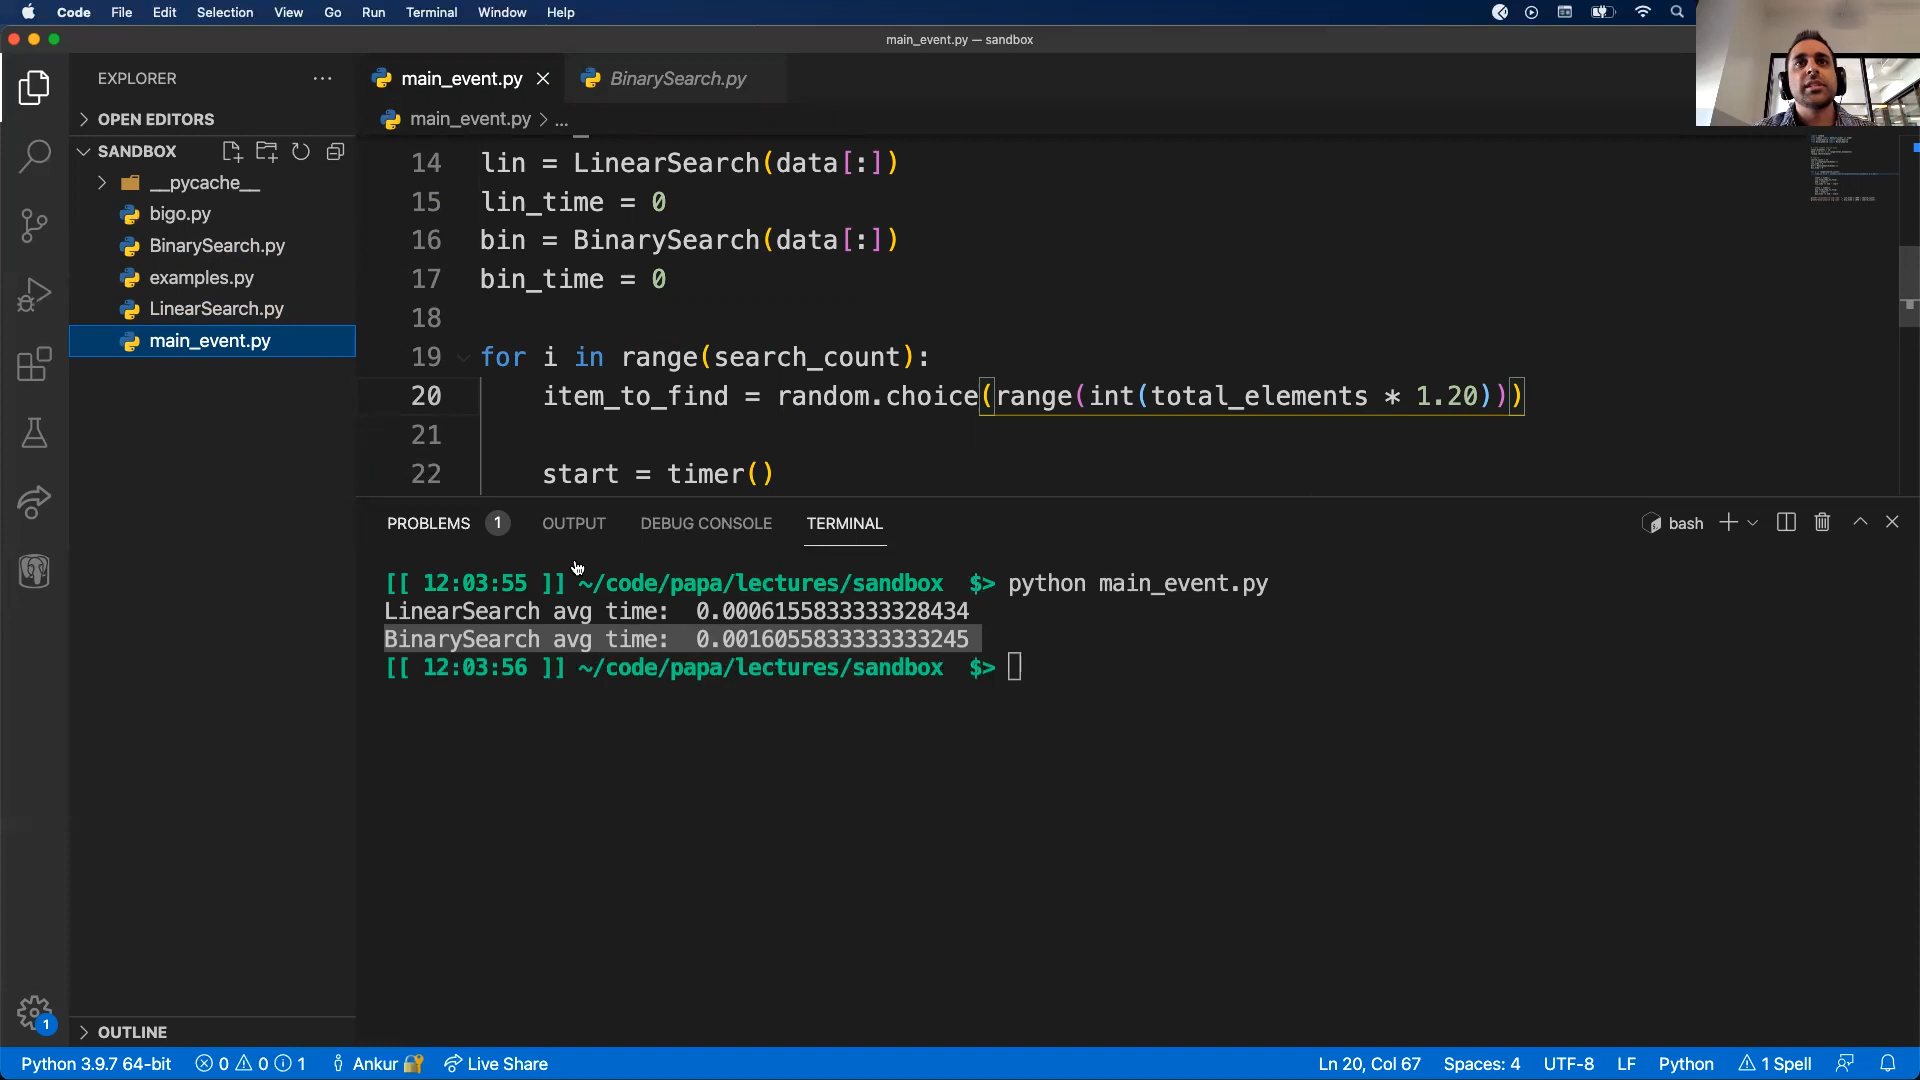 Code File Edit Selection View Go Run Terminal Window Help
main_event.py — sandbox
EXPLORER ...
main_event.py
BinarySearch.py
OPEN EDITORS
main_event.py > ...
SANDBOX
14 lin = LinearSearch(data[:])
__pycache__
15 lin_time = 0
bigo.py
16 bin = BinarySearch(data[:])
BinarySearch.py
17 bin_time = 0
examples.py
18
LinearSearch.py
19 for i in range(search_count):
main_event.py
20 item_to_find = random.choice(range(int(total_elements * 1.20)))
21
22 start = timer()
PROBLEMS 1 OUTPUT DEBUG CONSOLE TERMINAL
bash
[[ 12:03:55 ]] ~/code/papa/lectures/sandbox $> python main_event.py
LinearSearch avg time: 0.0006155833333328434
BinarySearch avg time: 0.0016055833333333245
[[ 12:03:56 ]] ~/code/papa/lectures/sandbox $>
1
OUTLINE
Python 3.9.7 64-bit 0 0 1 Ankur Live Share
Ln 20, Col 67 Spaces: 4 UTF-8 LF Python 1 Spell